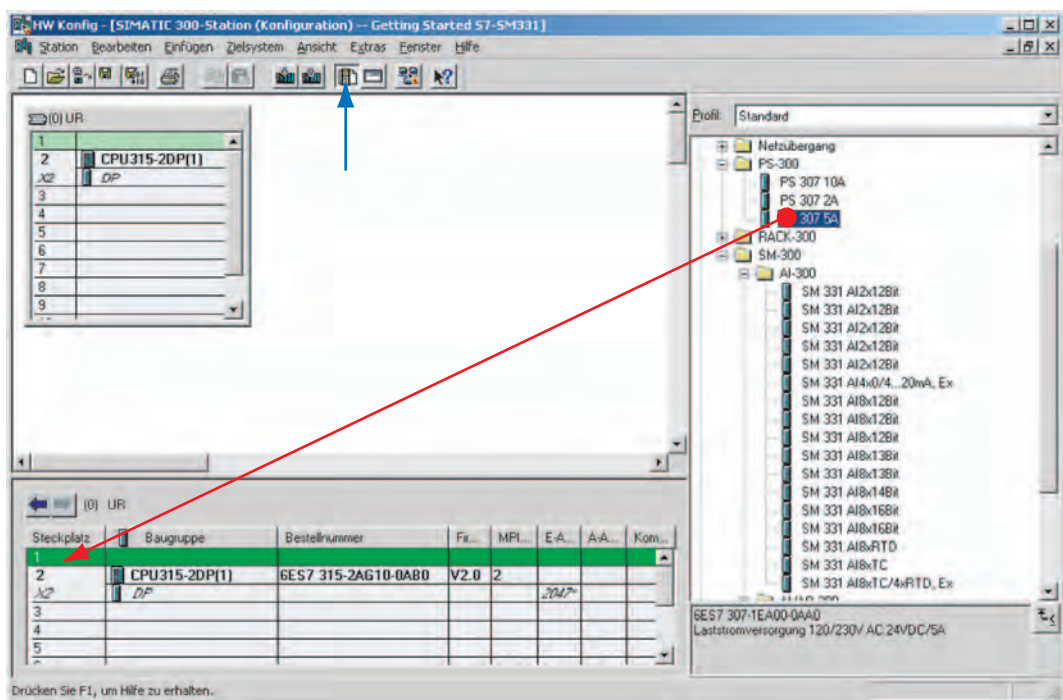 HW Konfig - [SIMATIC 300-Station (Konfiguration) -- Getting Started S7-SM331]
Station Bearbeiten Einfügen Zielsystem Ansicht Extras Fenster Hilfe
(0) UR
1
2 CPU315-2DP(1)
X2 DP
3
4
5
6
7
8
9
Profil: Standard
Netzübergang
PS-300
PS 307 10A
PS 307 2A
307 5A
RACK-300
SM-300
AI-300
SM 331 AI2x12Bit
SM 331 AI2x12Bit
SM 331 AI2x12Bit
SM 331 AI2x12Bit
SM 331 AI2x12Bit
SM 331 AI4x0/4...20mA, Ex
SM 331 AI8x12Bit
SM 331 AI8x12Bit
SM 331 AI8x12Bit
SM 331 AI8x13Bit
SM 331 AI8x13Bit
SM 331 AI8x14Bit
SM 331 AI8x16Bit
SM 331 AI8x16Bit
SM 331 AI8xRTD
SM 331 AI8xTC
SM 331 AI8xTC/4xRTD, Ex
6ES7 307-1EA00-0AA0
Laststromversorgung 120/230V AC:24VDC/5A
(0) UR
Steckplatz Baugruppe Bestellnummer Fir... MPI... E-A... A-A... Kom...
1
2 CPU315-2DP(1) 6ES7 315-2AG10-0AB0 V2.0 2
X2 DP 2047*
3
4
5
Drücken Sie F1, um Hilfe zu erhalten.